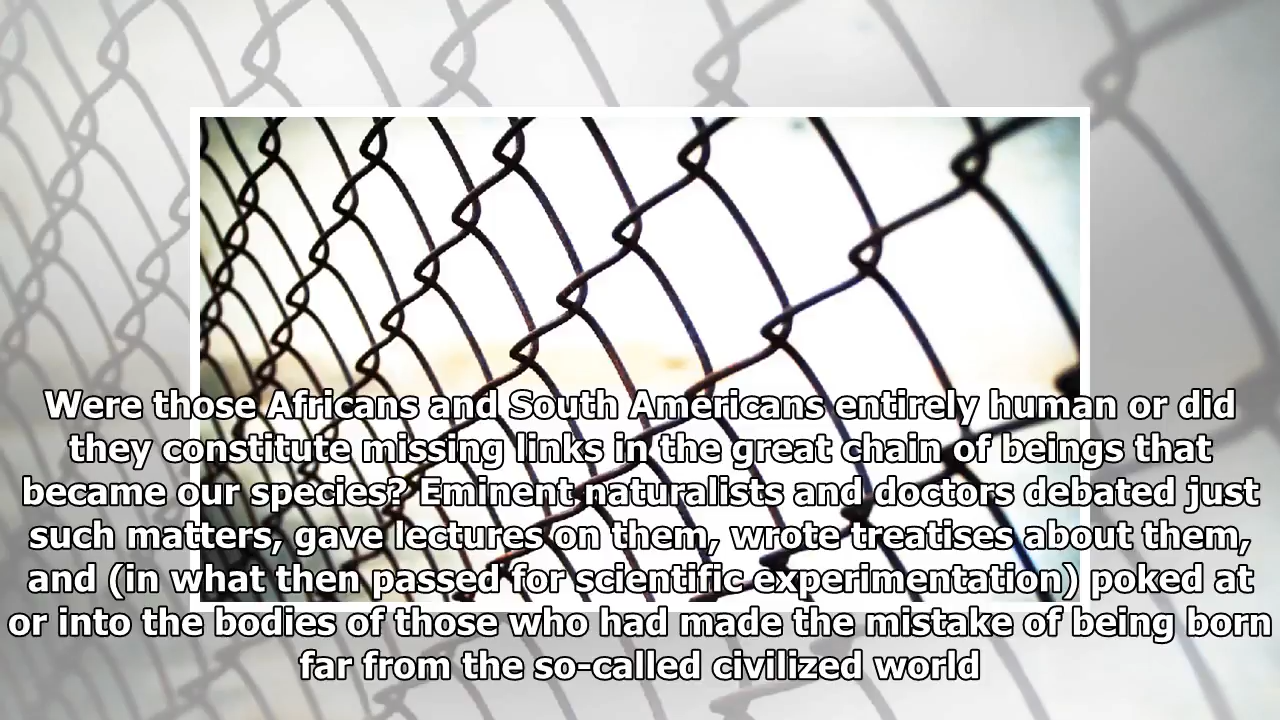 Were those Africans and South Americans entirely human or did
they constitute missing links in the great chain of beings that
became our species? Eminent naturalists and doctors debated just
such matters, gave lectures on them, wrote treatises about them,
and (in what then passed for scientific experimentation) poked at
or into the bodies of those who had made the mistake of being born
far from the so-called civilized world